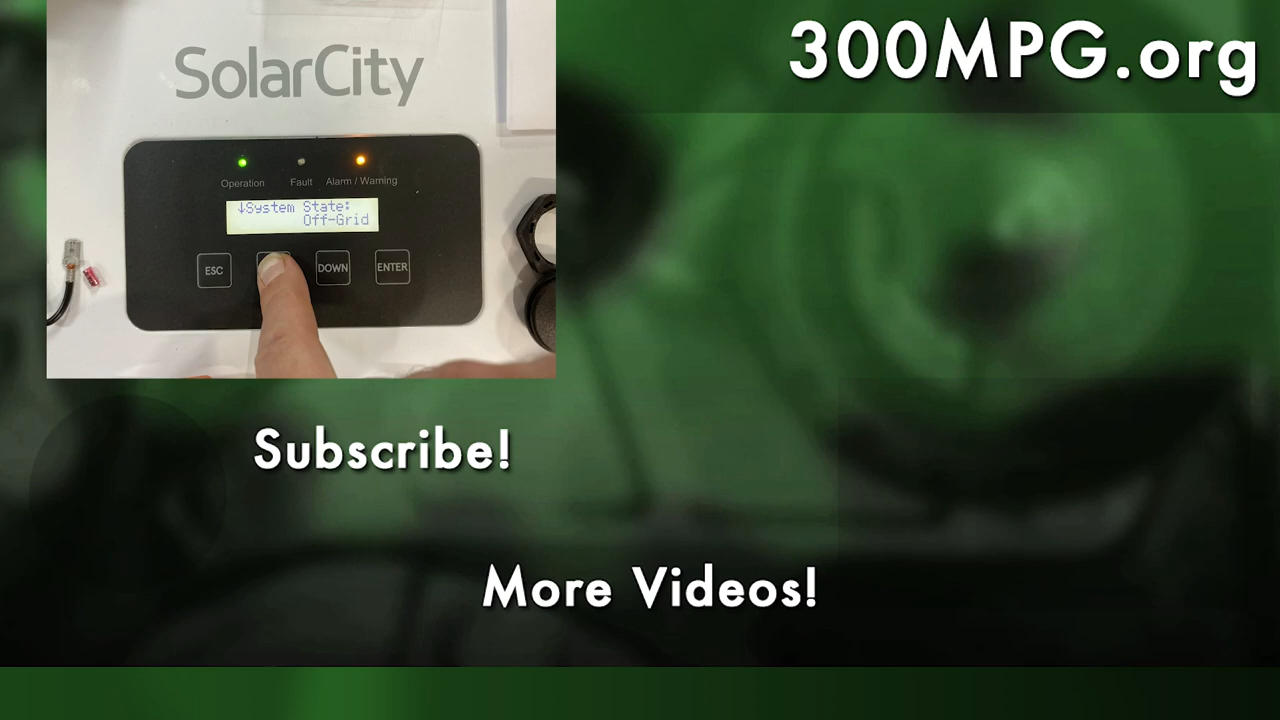 300MPG.org
SolarCity
Operation Fault Alarm / Warning
↓System State:
Off-Grid
ESC DOWN ENTER
Subscribe!
More Videos!